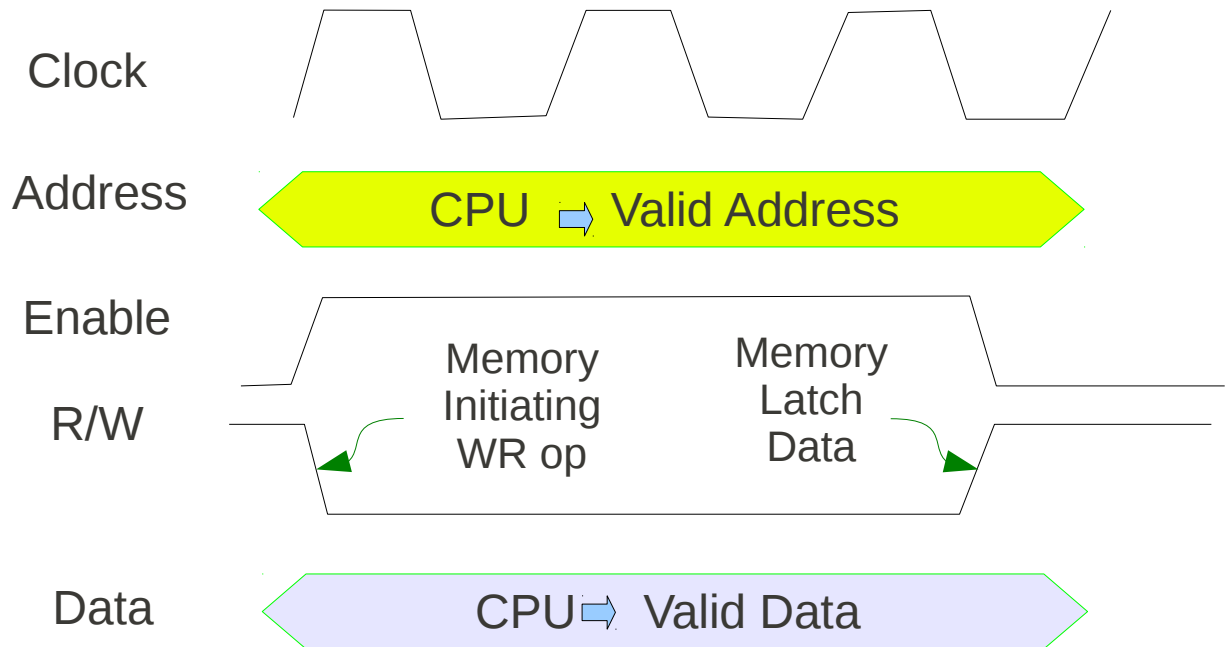 Clock
Address
CPU Valid Address
Enable
Memory
Initiating
WR op
Memory
Latch
Data
R/W
Data
CPU Valid Data